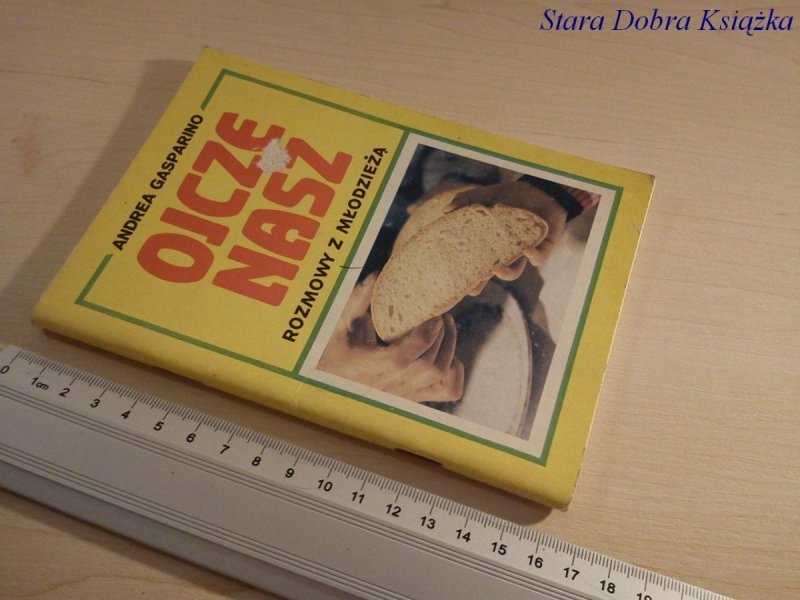 Stara Dobra Książka
ANDREA GASPARINO
OJCZE
NASZ
ROZMOWY Z MŁODZIEŻĄ
0 1cm 2 3 4 5 6 7 8 9 10 11 12 13 14 15 16 17 18 19